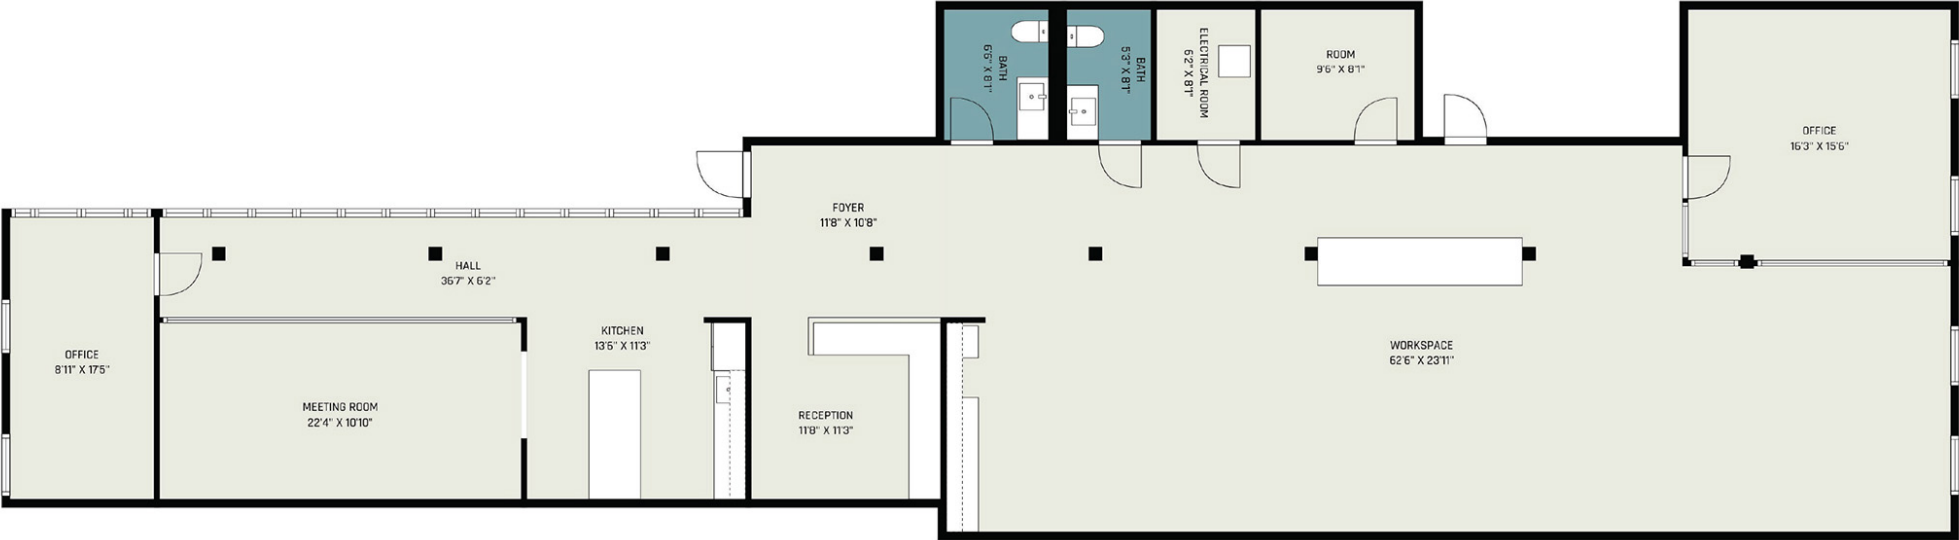 BATH
6'6" X 8'1"
BATH
5'3" X 8'1"
ELECTRICAL ROOM
6'2" X 8'1"
ROOM
9'6" X 8'1"
OFFICE
16'3" X 15'6"
FOYER
11'8" X 10'8"
HALL
36'7" X 6'2"
KITCHEN
13'6" X 11'3"
OFFICE
8'11" X 17'5"
WORKSPACE
62'6" X 23'11"
MEETING ROOM
22'4" X 10'10"
RECEPTION
11'8" X 11'3"